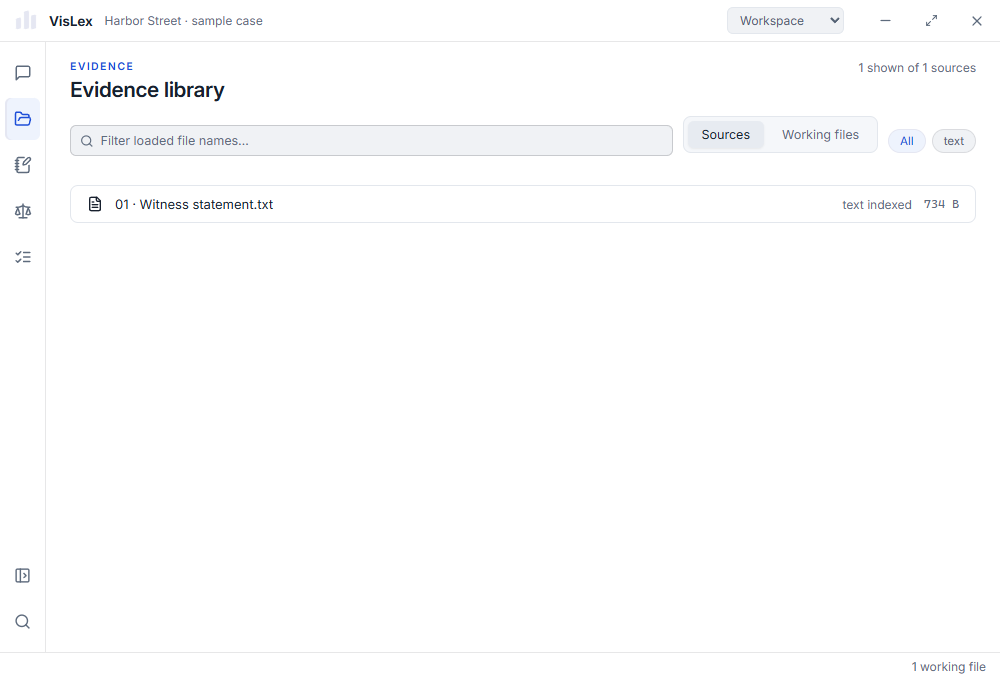 VisLex Harbor Street · sample case Workspace
EVIDENCE
1 shown of 1 sources
Evidence library
Filter loaded file names...
Sources Working files All text
01 · Witness statement.txt text indexed 734 B
1 working file